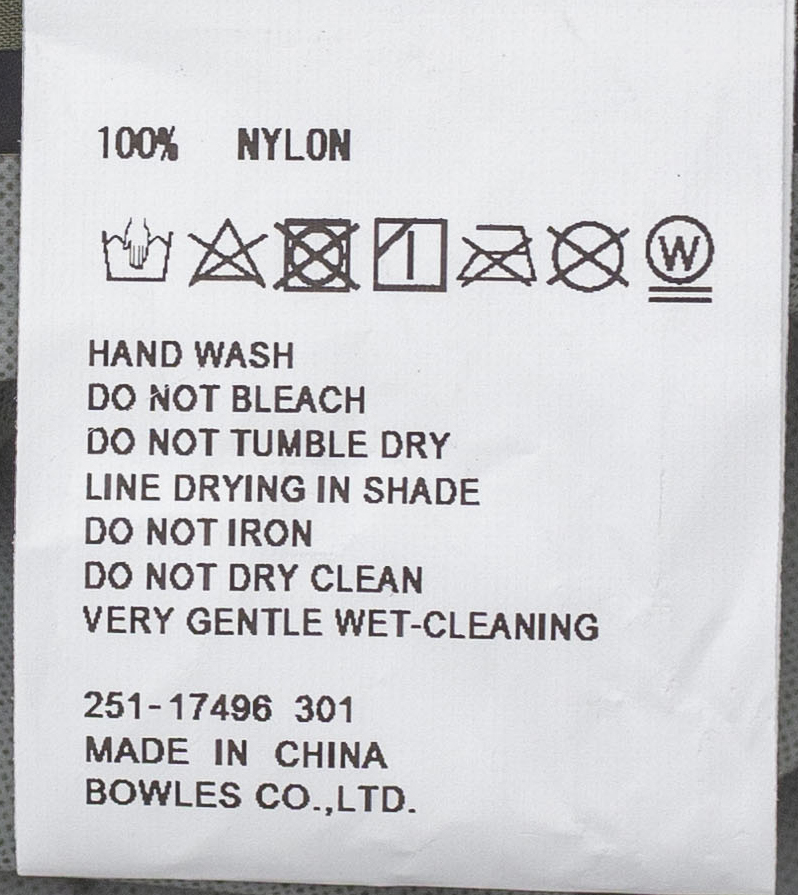 100% NYLON
W
HAND WASH
DO NOT BLEACH
DO NOT TUMBLE DRY
LINE DRYING IN SHADE
DO NOT IRON
DO NOT DRY CLEAN
VERY GENTLE WET-CLEANING
251-17496 301
MADE IN CHINA
BOWLES CO.,LTD.